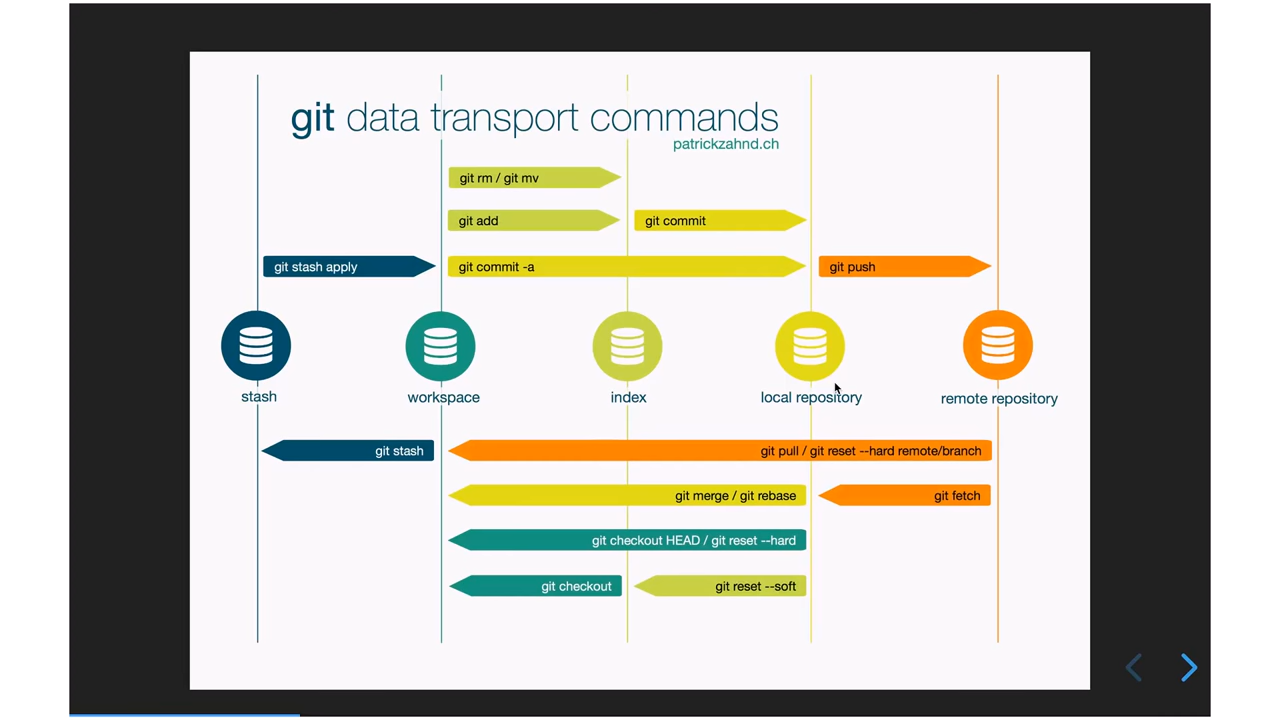 git data transport commands
patrickzahnd.ch
git rm / git mv
git add
git commit
git stash apply
git commit -a
git push
stash
workspace
index
local repository
remote repository
git stash
git pull / git reset --hard remote/branch
git merge / git rebase
git fetch
git checkout HEAD / git reset --hard
git checkout
git reset --soft